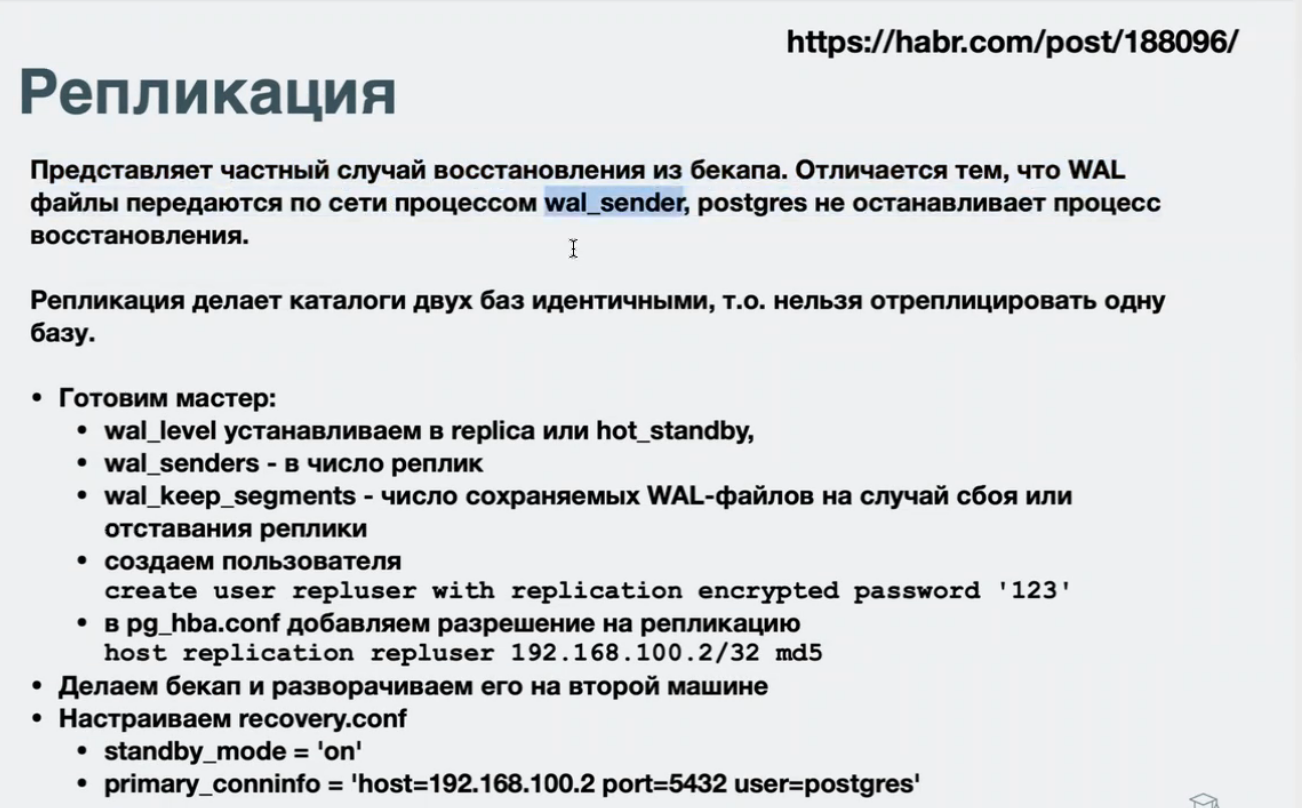 https://habr.com/post/188096/
Репликация
Представляет частный случай восстановления из бекапа. Отличается тем, что WAL
файлы передаются по сети процессом wal_sender, postgres не останавливает процесс
восстановления.
Репликация делает каталоги двух баз идентичными, т.о. нельзя отреплицировать одну
базу.
• Готовим мастер:
• wal_level устанавливаем в replica или hot_standby,
• wal_senders - в число реплик
• wal_keep_segments - число сохраняемых WAL-файлов на случай сбоя или
отставания реплики
• создаем пользователя
create user repluser with replication encrypted password '123'
• в pg_hba.conf добавляем разрешение на репликацию
host replication repluser 192.168.100.2/32 md5
• Делаем бекап и разворачиваем его на второй машине
• Настраиваем recovery.conf
• standby_mode = 'on'
• primary_conninfo = 'host=192.168.100.2 port=5432 user=postgres'